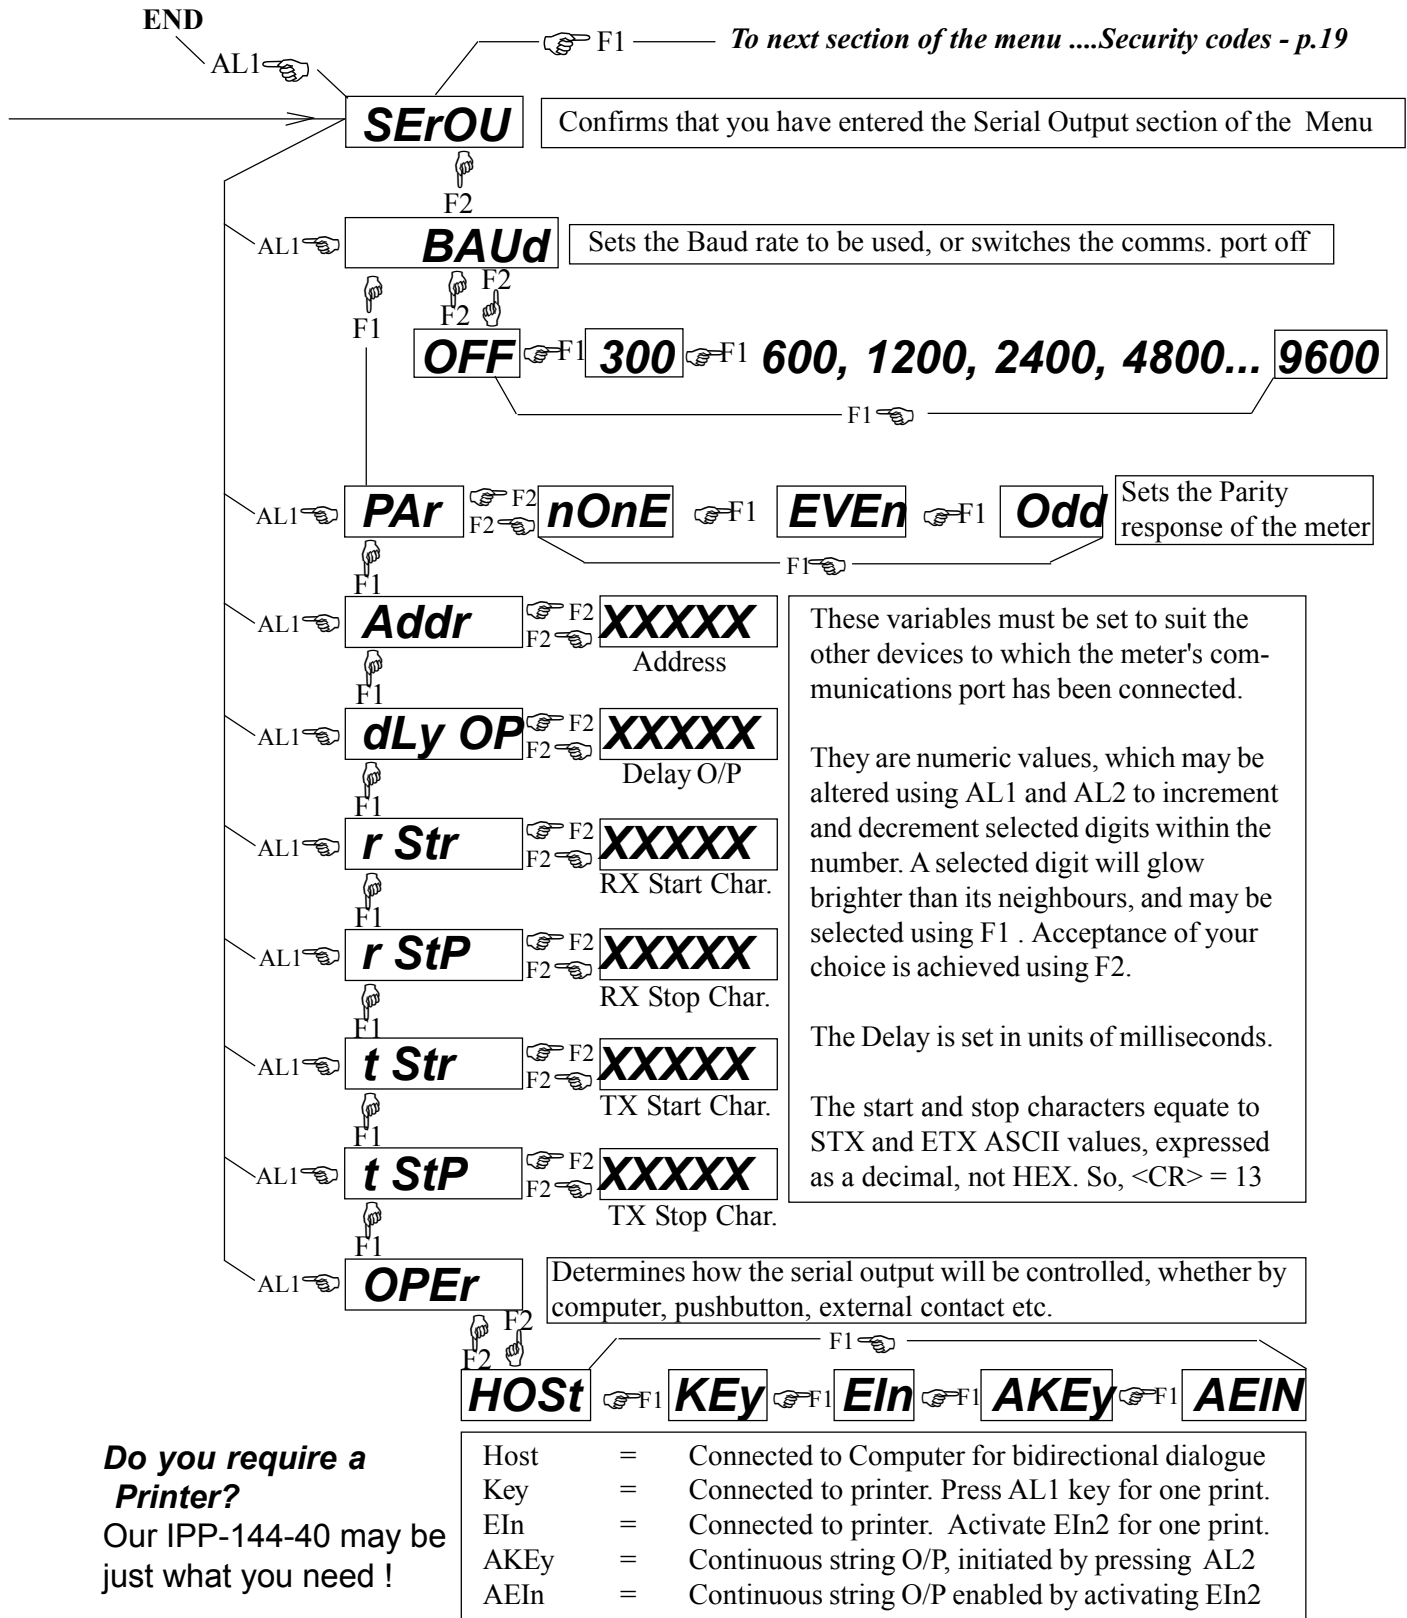 END
AL1
F1
To next section of the menu ....Security codes - p.19
SErOU
Confirms that you have entered the Serial Output section of the Menu
F2
AL1
BAUd
Sets the Baud rate to be used, or switches the comms. port off
F1
F2
F2
OFF
F1
300
F1
600, 1200, 2400, 4800...
9600
F1
AL1
PAr
F2
F2
nOnE
F1
EVEn
F1
Odd
Sets the Parity
response of the meter
F1
F1
AL1
Addr
F2
F2
XXXXX
Address
F1
AL1
dLy OP
F2
F2
XXXXX
Delay O/P
F1
AL1
r Str
F2
F2
XXXXX
RX Start Char.
F1
AL1
r StP
F2
F2
XXXXX
RX Stop Char.
F1
AL1
t Str
F2
F2
XXXXX
TX Start Char.
F1
AL1
t StP
F2
F2
XXXXX
TX Stop Char.
F1
These variables must be set to suit the
other devices to which the meter's com-
munications port has been connected.
They are numeric values, which may be
altered using AL1 and AL2 to increment
and decrement selected digits within the
number. A selected digit will glow
brighter than its neighbours, and may be
selected using F1 . Acceptance of your
choice is achieved using F2.
The Delay is set in units of milliseconds.
The start and stop characters equate to
STX and ETX ASCII values, expressed
as a decimal, not HEX. So, <CR> = 13
AL1
OPEr
Determines how the serial output will be controlled, whether by
computer, pushbutton, external contact etc.
F2
F2
F1
HOSt
F1
KEy
F1
EIn
F1
AKEy
F1
AEIN
Do you require a
Printer?
Our IPP-144-40 may be
just what you need !
Host = Connected to Computer for bidirectional dialogue
Key = Connected to printer. Press AL1 key for one print.
EIn = Connected to printer. Activate EIn2 for one print.
AKEy = Continuous string O/P, initiated by pressing AL2
AEIn = Continuous string O/P enabled by activating EIn2